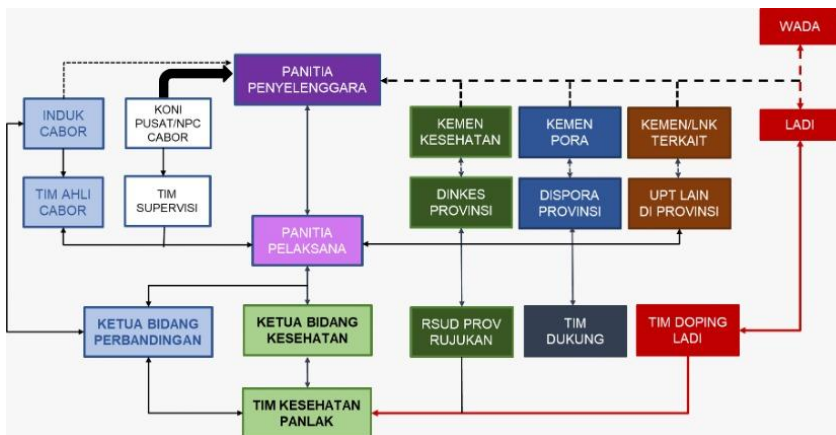 WADA
PANITIA
PENYELENGGARA
INDUK
CABOR
KONI
PUSAT/NPC
CABOR
KEMEN
KESEHATAN
KEMEN
PORA
KEMEN/LNK
TERKAIT
LADI
TIM AHLI
CABOR
TIM
SUPERVISI
DINKES
PROVINSI
DISPORA
PROVINSI
UPT LAIN
DI PROVINSI
PANITIA
PELAKSANA
KETUA BIDANG
PERBANDINGAN
KETUA BIDANG
KESEHATAN
RSUD PROV
RUJUKAN
TIM
DUKUNG
TIM DOPING
LADI
TIM KESEHATAN
PANLAK